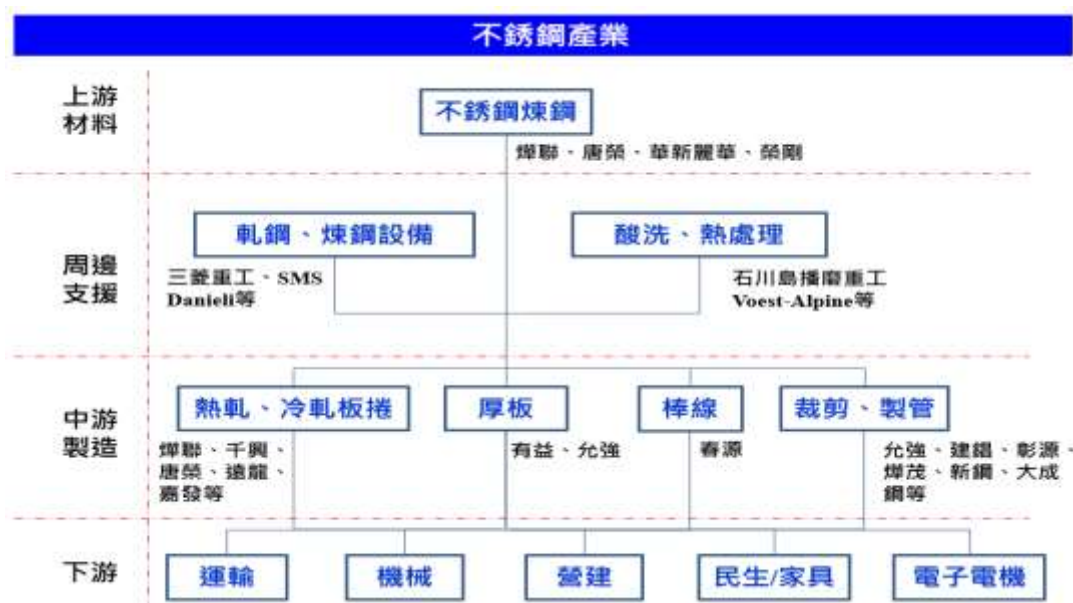 不銹鋼產業
上游
材料
不銹鋼煉鋼
燁聯、唐榮、華新麗華、榮剛
周邊
支援
軋鋼、煉鋼設備
三菱重工、SMS
Danieli等
酸洗、熱處理
石川島播磨重工
Voest-Alpine等
中游
製造
熱軋、冷軋板捲
燁聯、千興、
唐榮、遠龍、
嘉發等
厚板
有益、允強
棒線
春源
裁剪、製管
允強、建錩、彰源、
燁茂、新鋼、大成
鋼等
下游
運輸
機械
營建
民生/家具
電子電機